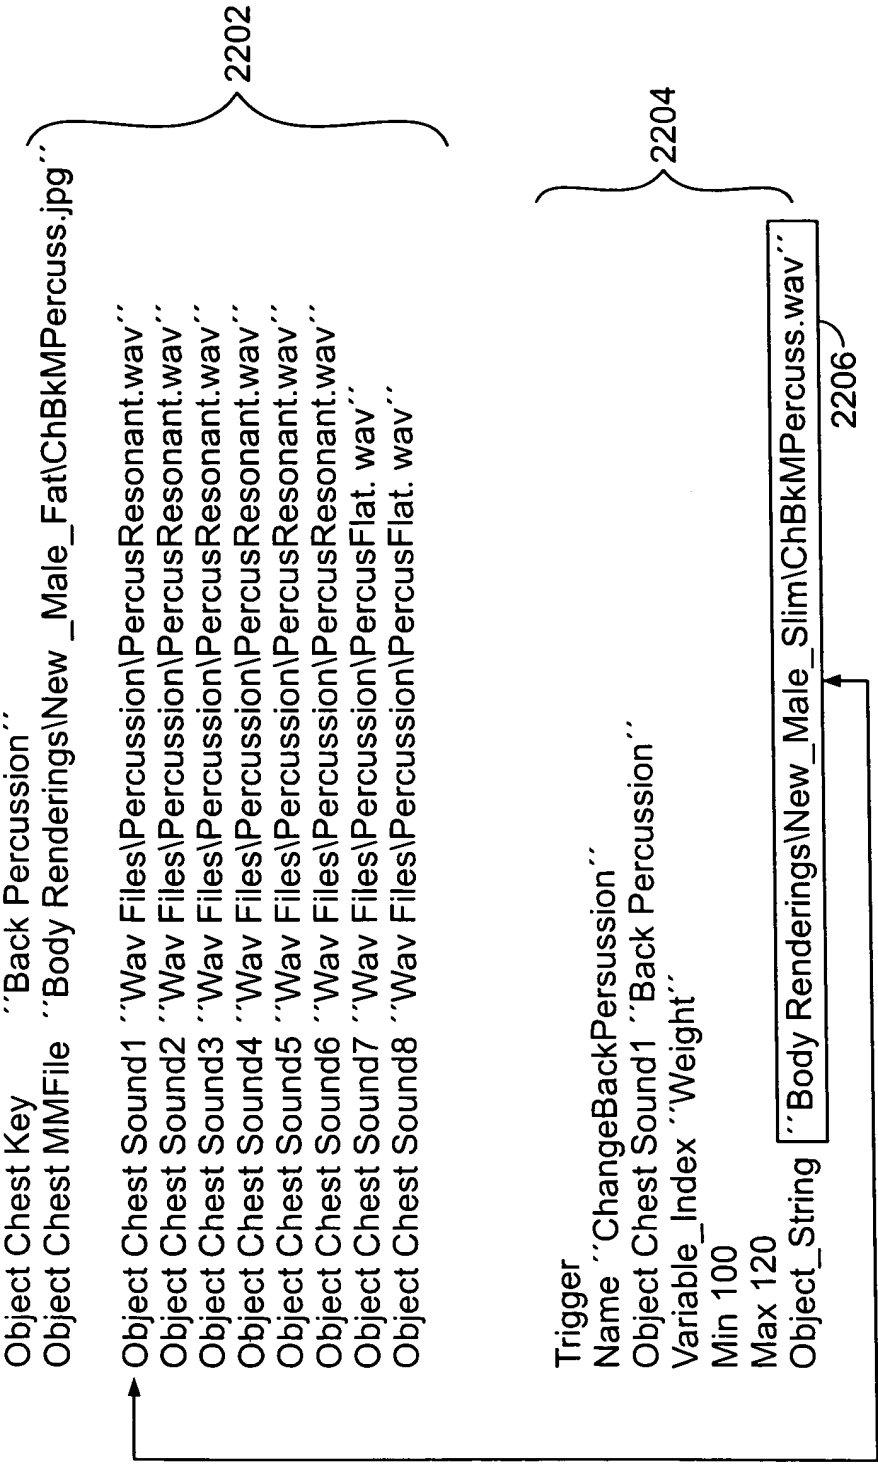 Object Chest Key ´´Back Percussion´´
Object Chest MMFile ´´Body Renderings\New _Male_Fat\ChBkMPercuss.jpg´´
Object Chest Sound1 ´´Wav Files\Percussion\PercusResonant.wav´´
Object Chest Sound2 ´´Wav Files\Percussion\PercusResonant.wav´´
Object Chest Sound3 ´´Wav Files\Percussion\PercusResonant.wav´´
Object Chest Sound4 ´´Wav Files\Percussion\PercusResonant.wav´´
Object Chest Sound5 ´´Wav Files\Percussion\PercusResonant.wav´´
Object Chest Sound6 ´´Wav Files\Percussion\PercusResonant.wav´´
Object Chest Sound7 ´´Wav Files\Percussion\PercusFlat. wav´´
Object Chest Sound8 ´´Wav Files\Percussion\PercusFlat. wav´´
2202
Trigger
Name ´´ChangeBackPersussion´´
Object Chest Sound1 ´´Back Percussion´´
Variable_Index ´´Weight´´
Min 100
Max 120
Object_String ´´Body Renderings\New_Male_Slim\ChBkMPercuss.wav´´
2204
2206